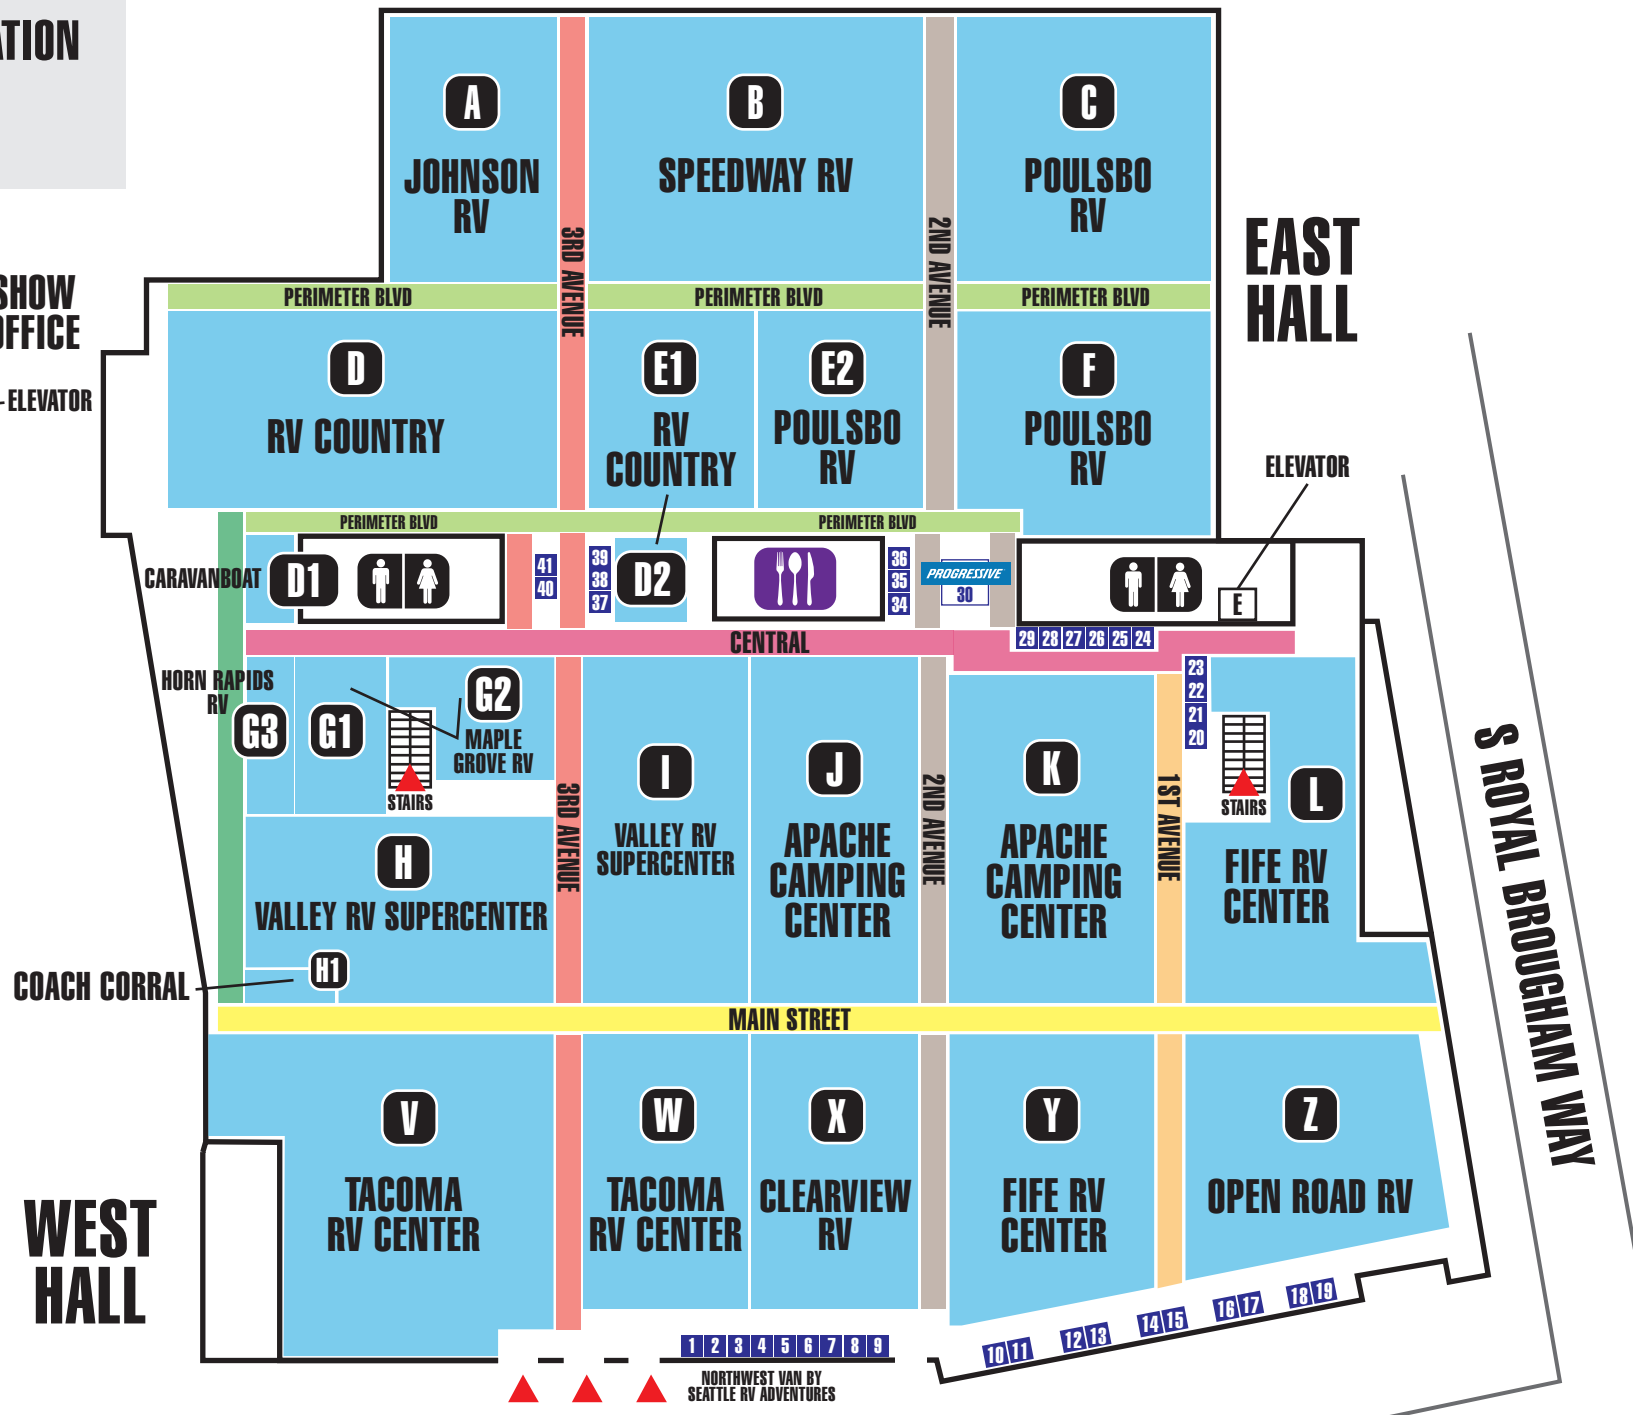 ATION
SHOW
OFFICE
ELEVATOR
A
JOHNSON
RV
3RD AVENUE
B
SPEEDWAY RV
2ND AVENUE
C
POULSBO
RV
EAST
HALL
PERIMETER BLVD
PERIMETER BLVD
PERIMETER BLVD
D
RV COUNTRY
E1
RV
COUNTRY
E2
POULSBO
RV
F
POULSBO
RV
ELEVATOR
PERIMETER BLVD
PERIMETER BLVD
CARAVANBOAT
D1
41
40
39
38
37
D2
36
35
34
PROGRESSIVE
30
E
CENTRAL
29 28 27 26 25 24
23
22
21
20
HORN RAPIDS
RV
G3
G1
G2
MAPLE
GROVE RV
STAIRS
3RD AVENUE
I
VALLEY RV
SUPERCENTER
J
APACHE
CAMPING
CENTER
2ND AVENUE
K
APACHE
CAMPING
CENTER
1ST AVENUE
STAIRS
L
FIFE RV
CENTER
S ROYAL BROUGHAM WAY
H
VALLEY RV SUPERCENTER
H1
COACH CORRAL
MAIN STREET
V
TACOMA
RV CENTER
W
TACOMA
RV CENTER
X
CLEARVIEW
RV
Y
FIFE RV
CENTER
Z
OPEN ROAD RV
WEST
HALL
1 2 3 4 5 6 7 8 9
10 11
12 13
14 15
16 17
18 19
NORTHWEST VAN BY
SEATTLE RV ADVENTURES